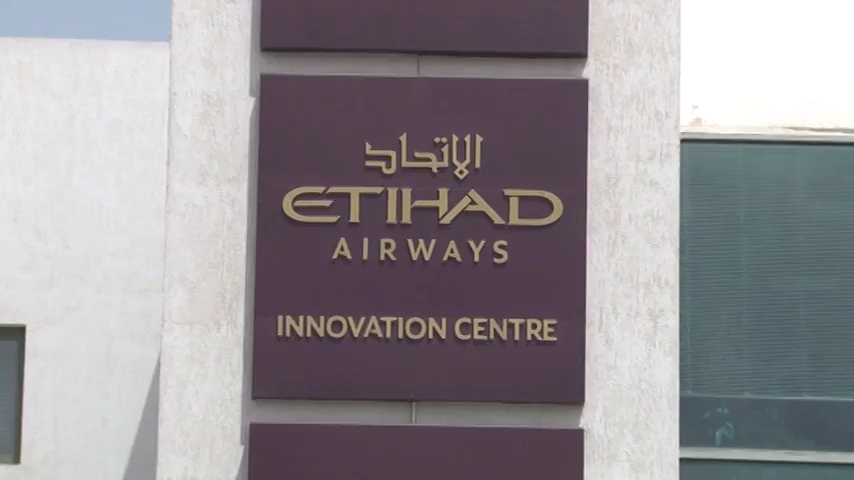 الاتحاد
ETIHAD
AIRWAYS
INNOVATION CENTRE